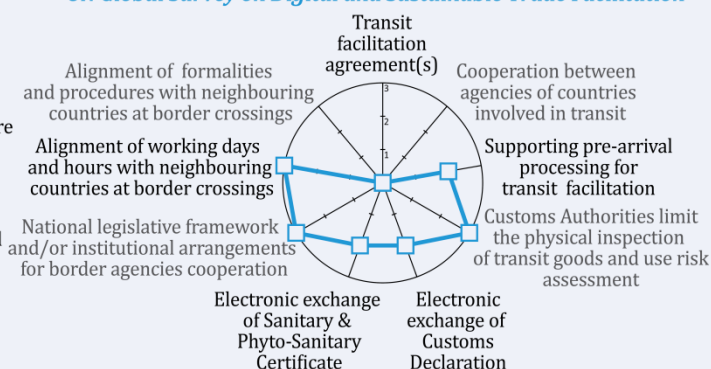 Transit
facilitation
agreement(s)
3
2
1
Alignment of formalities
and procedures with neighbouring
countries at border crossings
Cooperation between
agencies of countries
involved in transit
re
Alignment of working days
and hours with neighbouring
countries at border crossings
Supporting pre-arrival
processing for
transit facilitation
National legislative framework
and/or institutional arrangements
for border agencies cooperation
Customs Authorities limit
the physical inspection
of transit goods and use risk
assessment
Electronic exchange
of Sanitary &
Phyto-Sanitary
Certificate
Electronic
exchange of
Customs
Declaration